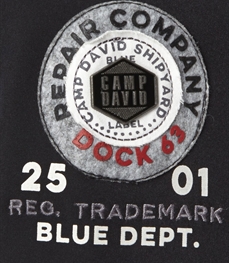 REPAIR COMPANY
CAMP DAVID SHIPYARD
BLUE
CAMP
DAVID
LABEL
DOCK 63
25 01
REG. TRADEMARK
BLUE DEPT.